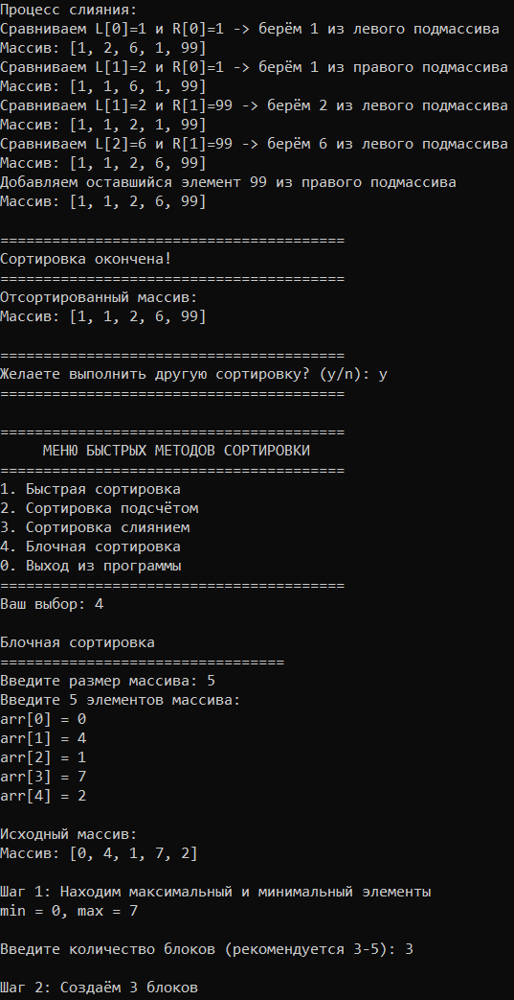 Процесс слияния:
Сравниваем L[0]=1 и R[0]=1 -> берём 1 из левого подмассива
Массив: [1, 2, 6, 1, 99]
Сравниваем L[1]=2 и R[0]=1 -> берём 1 из правого подмассива
Массив: [1, 1, 6, 1, 99]
Сравниваем L[1]=2 и R[1]=99 -> берём 2 из левого подмассива
Массив: [1, 1, 2, 1, 99]
Сравниваем L[2]=6 и R[1]=99 -> берём 6 из левого подмассива
Массив: [1, 1, 2, 6, 99]
Добавляем оставшийся элемент 99 из правого подмассива
Массив: [1, 1, 2, 6, 99]
========================================
Сортировка окончена!
========================================
Отсортированный массив:
Массив: [1, 1, 2, 6, 99]
========================================
Желаете выполнить другую сортировку? (y/n): y
========================================
========================================
МЕНЮ БЫСТРЫХ МЕТОДОВ СОРТИРОВКИ
========================================
1. Быстрая сортировка
2. Сортировка подсчётом
3. Сортировка слиянием
4. Блочная сортировка
0. Выход из программы
========================================
Ваш выбор: 4
Блочная сортировка
=================================
Введите размер массива: 5
Введите 5 элементов массива:
arr[0] = 0
arr[1] = 4
arr[2] = 1
arr[3] = 7
arr[4] = 2
Исходный массив:
Массив: [0, 4, 1, 7, 2]
Шаг 1: Находим максимальный и минимальный элементы
min = 0, max = 7
Введите количество блоков (рекомендуется 3-5): 3
Шаг 2: Создаём 3 блоков